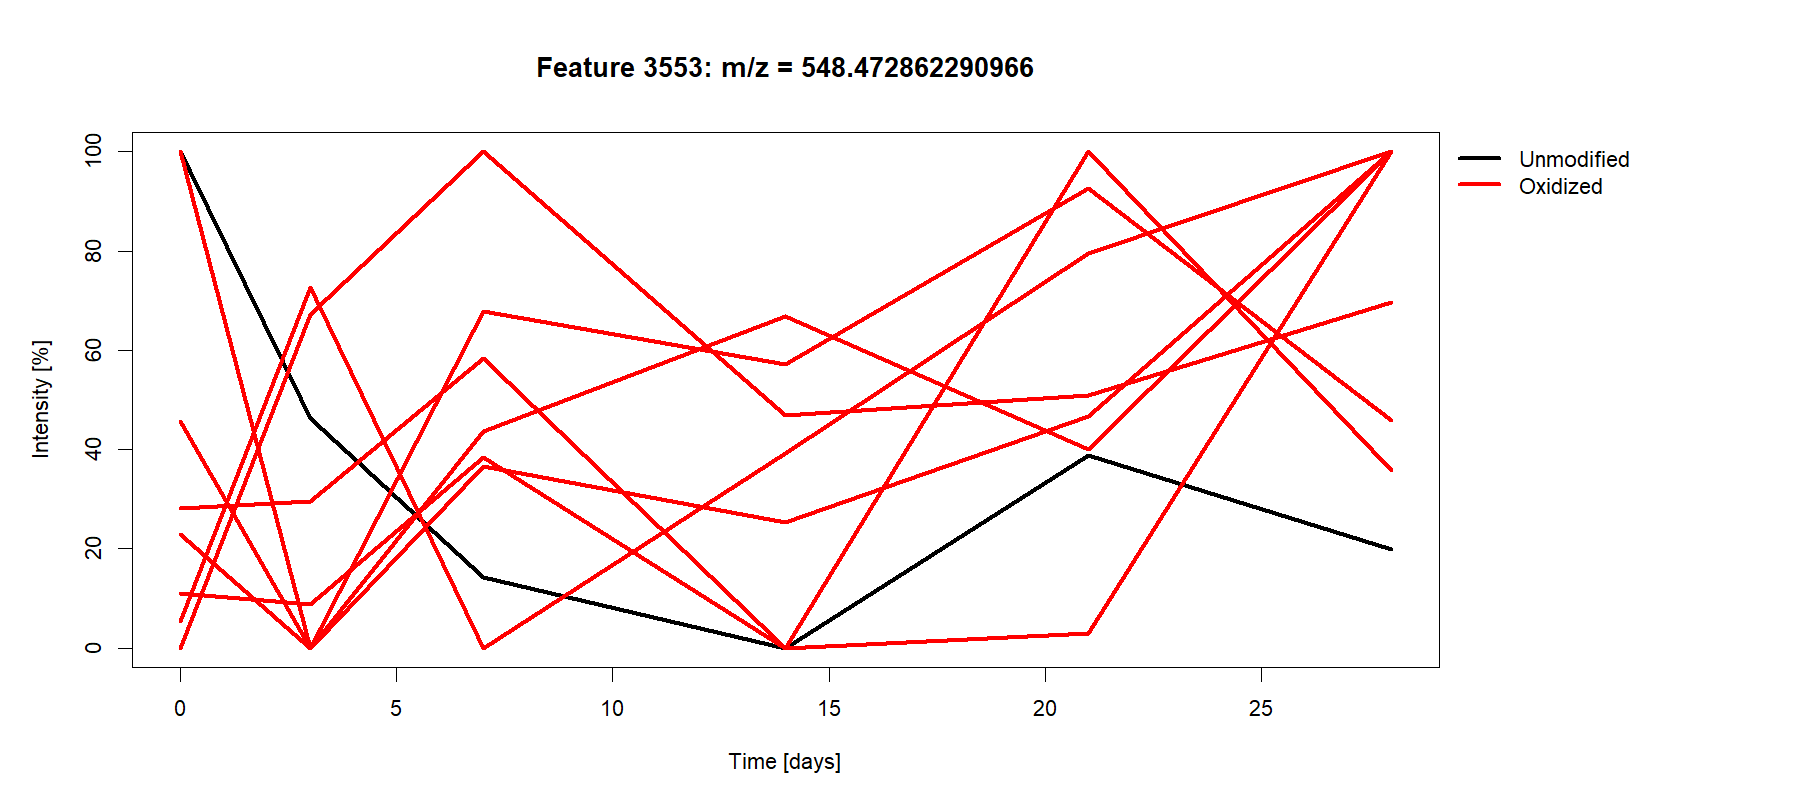 Feature 3553: m/z = 548.472862290966
Unmodified
Oxidized
Intensity [%]
100
80
60
40
20
0
0 5 10 15 20 25
Time [days]